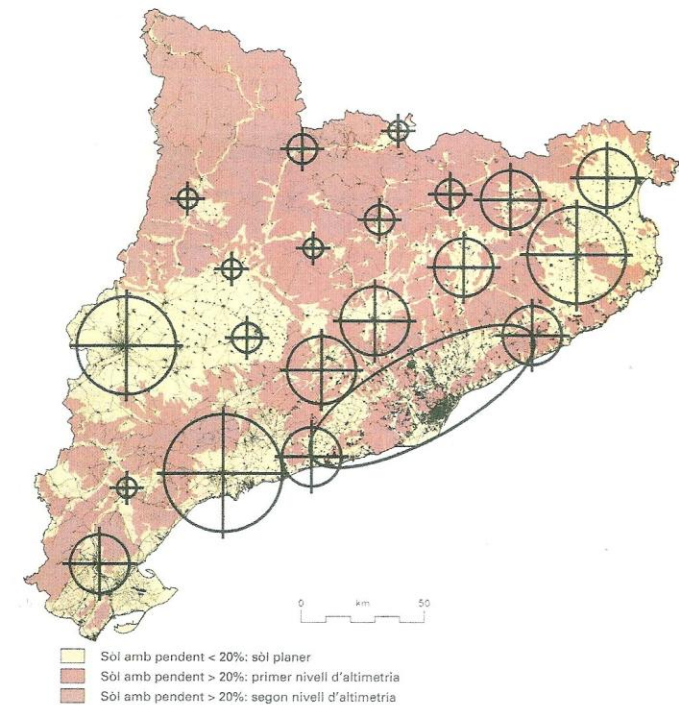 0 km 50
Sòl amb pendent < 20%: sòl planer
Sòl amb pendent > 20%: primer nivell d'altimetria
Sòl amb pendent > 20%: segon nivell d'altimetria